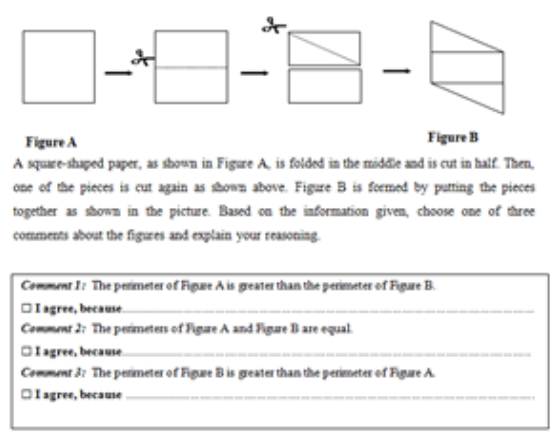 Figure A
Figure B
A square-shaped paper, as shown in Figure A, is folded in the middle and is cut in half. Then,
one of the pieces is cut again as shown above. Figure B is formed by putting the pieces
together as shown in the picture. Based on the information given, choose one of three
comments about the figures and explain your reasoning.
Comment 1: The perimeter of Figure A is greater than the perimeter of Figure B.
☐ I agree, because
Comment 2: The perimeters of Figure A and Figure B are equal.
☐ I agree, because
Comment 3: The perimeter of Figure B is greater than the perimeter of Figure A.
☐ I agree, because